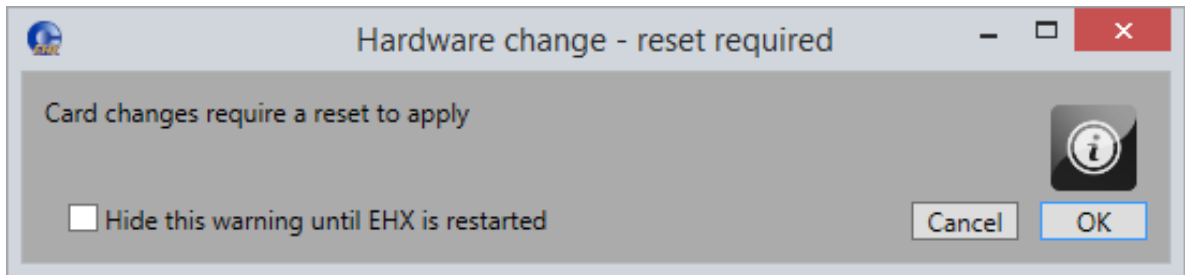 Hardware change - reset required
Card changes require a reset to apply
Hide this warning until EHX is restarted
Cancel
OK